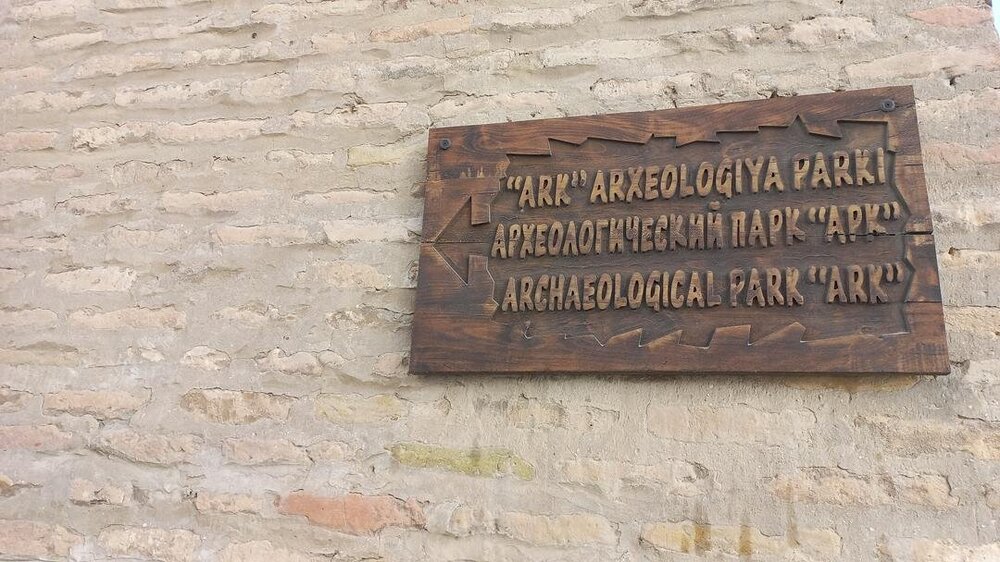 "ARK" ARXEOLOGIYA PARKI
АРХЕОЛОГИЧЕСКИЙ ПАРК "АРК"
ARCHAEOLOGICAL PARK "ARK"